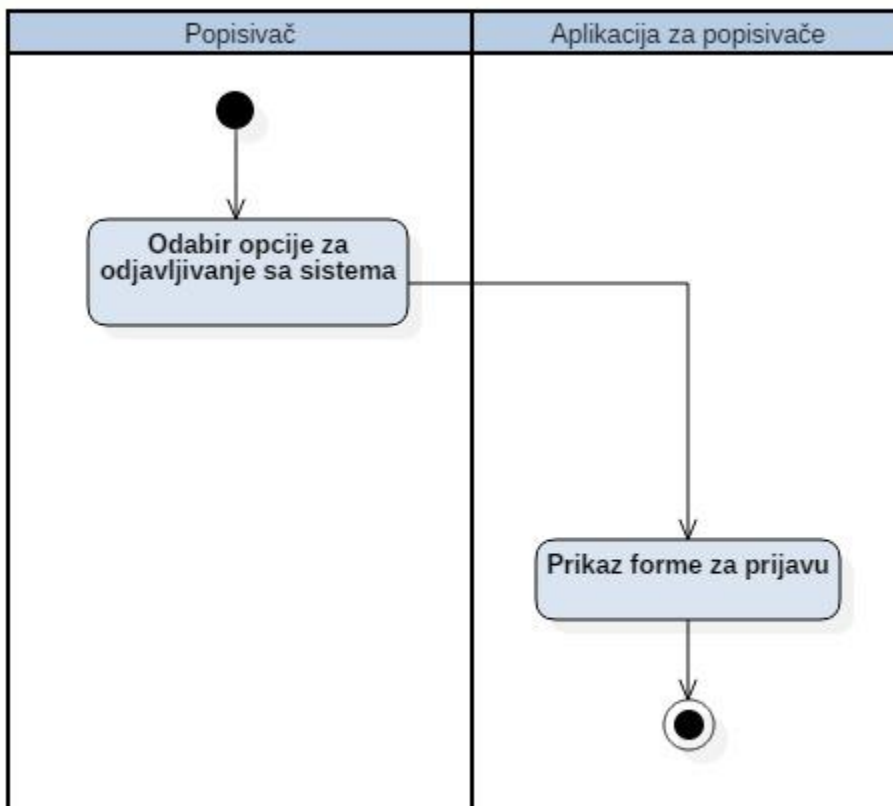 Popisivač
Aplikacija za popisivače
Odabir opcije za
odjavljivanje sa sistema
Prikaz forme za prijavu